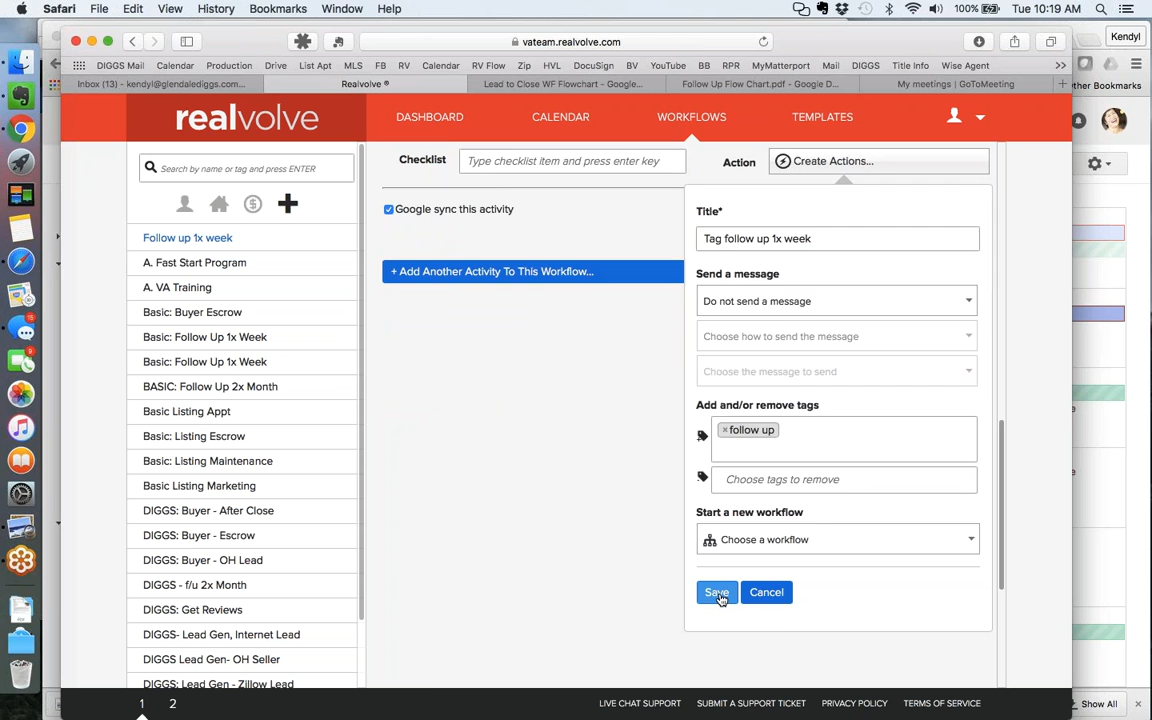 Safari File Edit View History Bookmarks Window Help 100% Tue 10:19 AM
vateam.realvolve.com Kendyl
DIGGS Mail Calendar Production Drive List Apt MLS FB RV Calendar RV Flow Zip HVL DocuSign BV YouTube BB RPR MyMatterport Mail DIGGS Title Info Wise Agent >>
Inbox (13) - kendyl@glendalediggs.com... Realvolve ® Lead to Close WF Flowchart - Google... Follow Up Flow Chart.pdf - Google D... My meetings | GoToMeeting + ther Bookmarks
realvolve DASHBOARD CALENDAR WORKFLOWS TEMPLATES
Search by name or tag and press ENTER
Follow up 1x week
A. Fast Start Program
A. VA Training
Basic: Buyer Escrow
Basic: Follow Up 1x Week
Basic: Follow Up 1x Week
BASIC: Follow Up 2x Month
Basic Listing Appt
Basic: Listing Escrow
Basic: Listing Maintenance
Basic Listing Marketing
DIGGS: Buyer - After Close
DIGGS: Buyer - Escrow
DIGGS: Buyer - OH Lead
DIGGS - f/u 2x Month
DIGGS: Get Reviews
DIGGS- Lead Gen, Internet Lead
DIGGS Lead Gen- OH Seller
DIGGS: Lead Gen - Zillow Lead
Checklist Type checklist item and press enter key Action Create Actions...
Google sync this activity
+ Add Another Activity To This Workflow...
Title*
Tag follow up 1x week
Send a message
Do not send a message
Choose how to send the message
Choose the message to send
Add and/or remove tags
×follow up
Choose tags to remove
Start a new workflow
Choose a workflow
Save Cancel
1 2 LIVE CHAT SUPPORT SUBMIT A SUPPORT TICKET PRIVACY POLICY TERMS OF SERVICE Show All